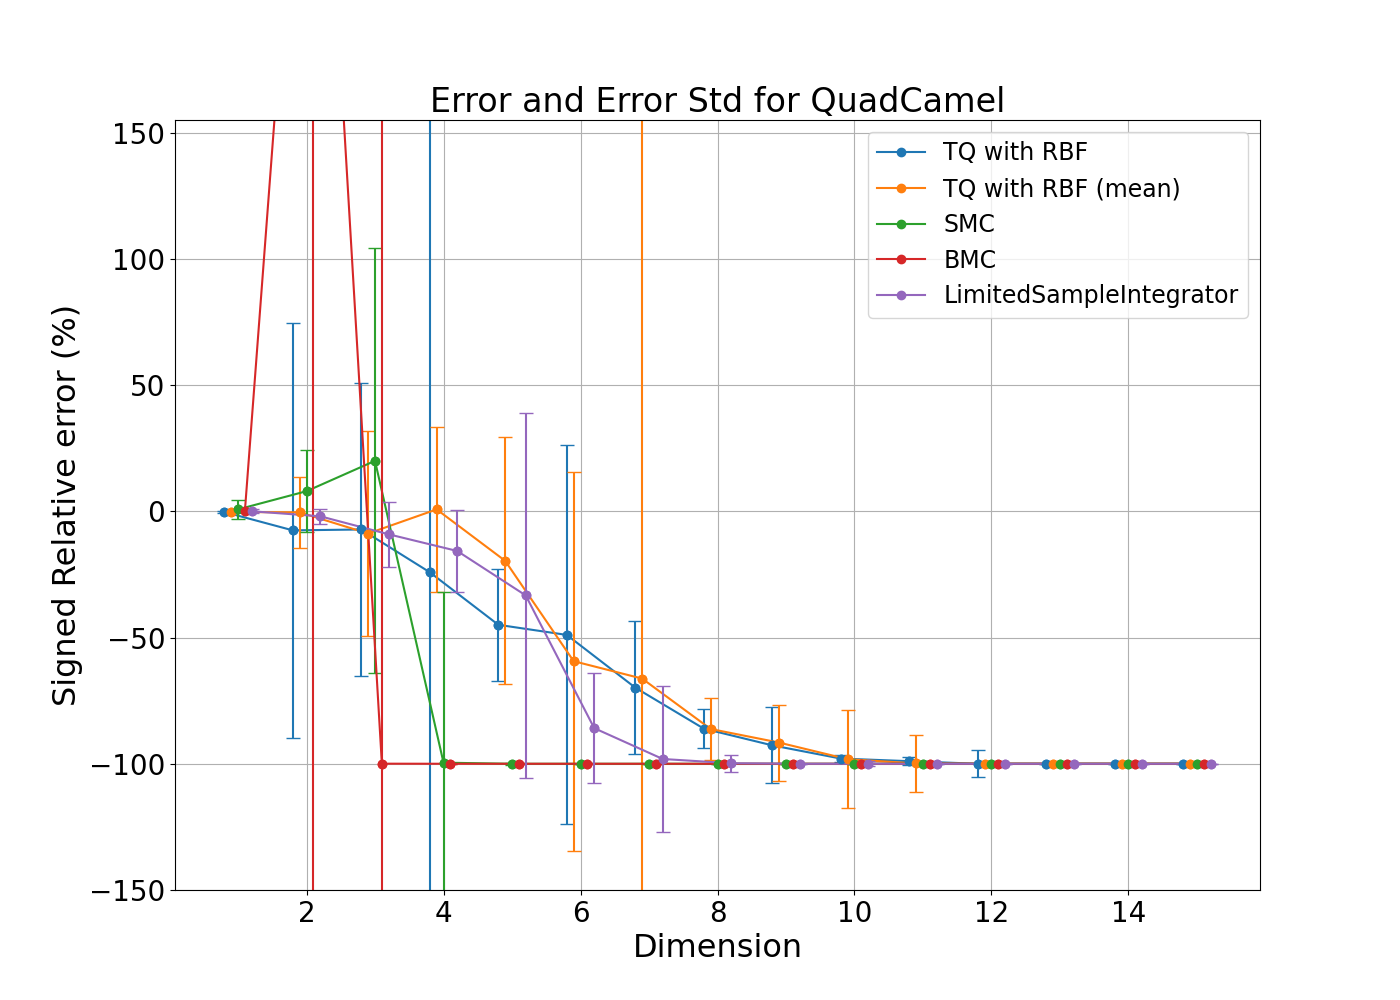 Error and Error Std for QuadCamel
150
100
50
0
−50
−100
−150
Signed Relative error (%)
TQ with RBF
TQ with RBF (mean)
SMC
BMC
LimitedSampleIntegrator
2 4 6 8 10 12 14
Dimension